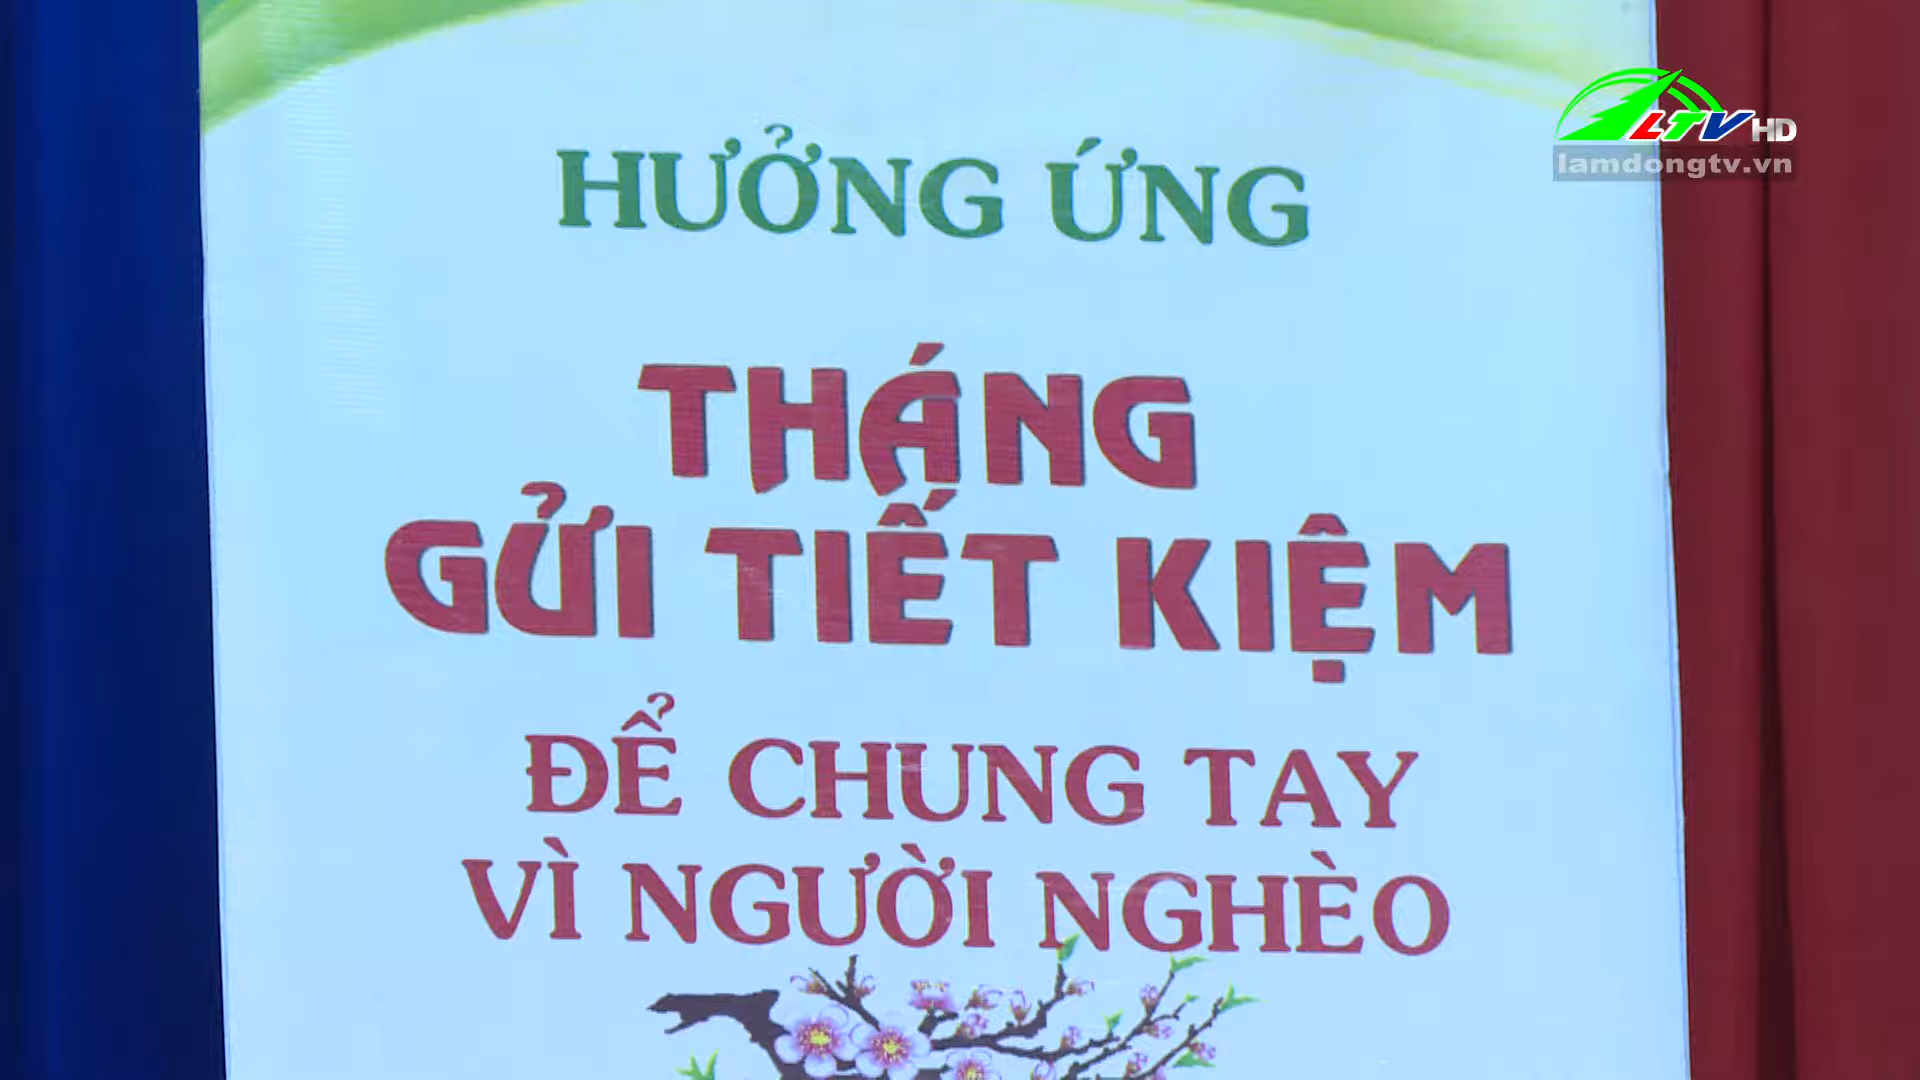 LTV HD
lamdongtv.vn
HƯỞNG ỨNG
THÁNG
GỬI TIẾT KIỆM
ĐỂ CHUNG TAY
VÌ NGƯỜI NGHÈO